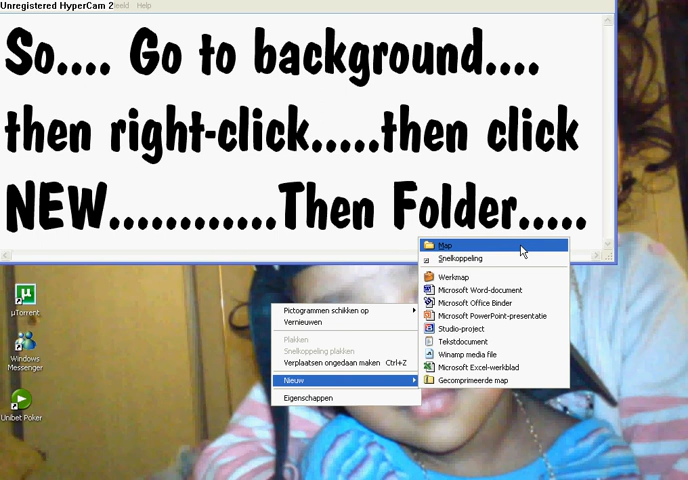 Unregistered HyperCam 2
Help
So.... Go to background....
then right-click.....then click
NEW............Then Folder.....
Map
Snelkoppeling
Werkmap
Microsoft Word-document
Microsoft Office Binder
Microsoft PowerPoint-presentatie
Studio-project
Tekstdocument
Winamp media file
Microsoft Excel-werkblad
Gecomprimeerde map
Pictogrammen schikken op
Vernieuwen
Plakken
Snelkoppeling plakken
Verplaatsen ongedaan maken Ctrl+Z
Nieuw
Eigenschappen
µTorrent
Windows
Messenger
Unibet Poker